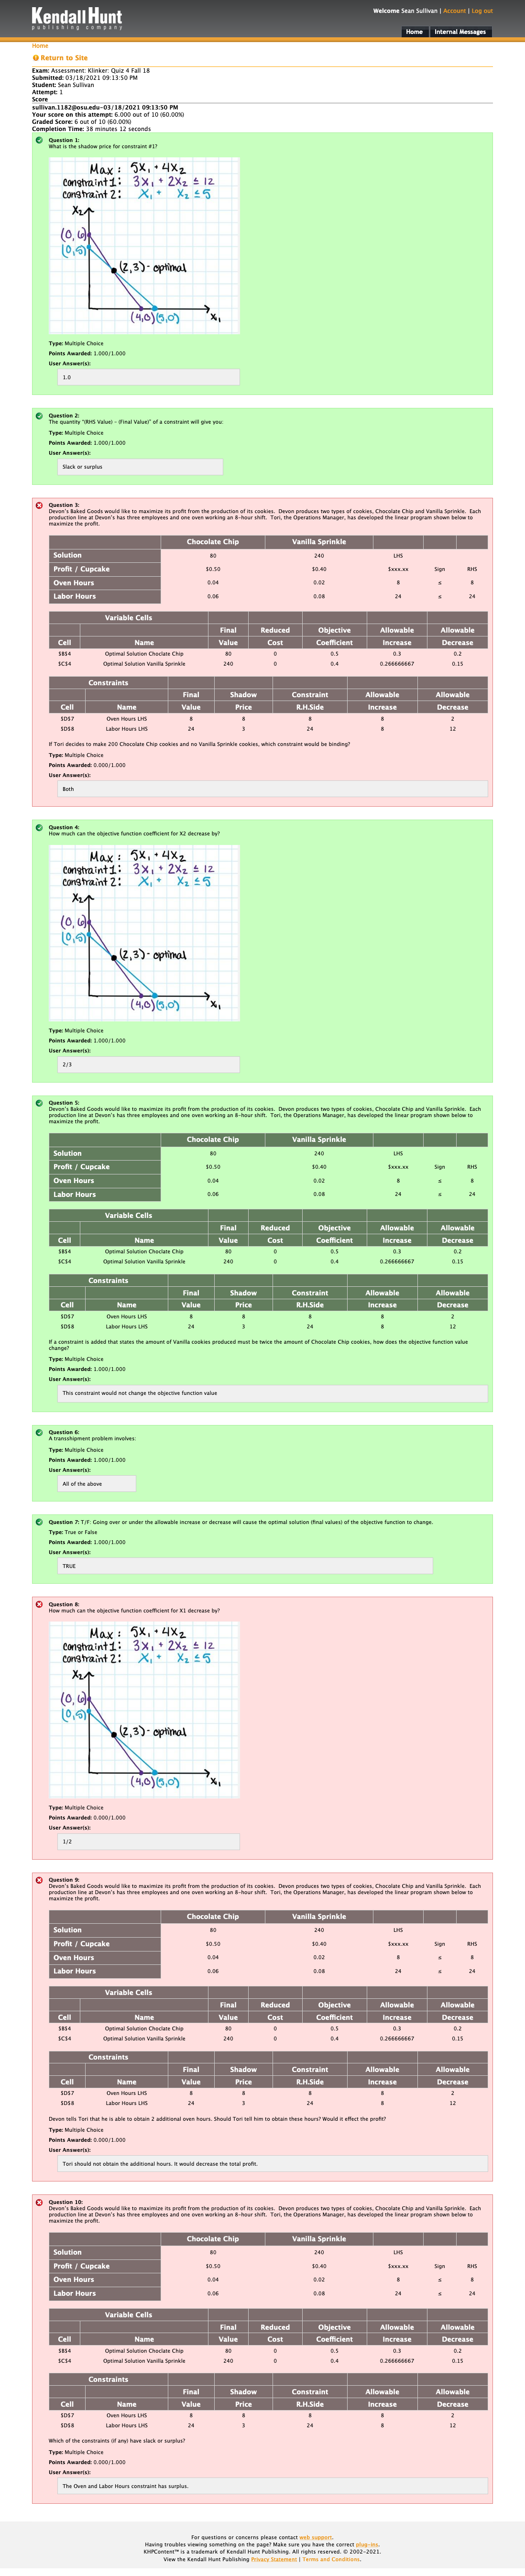 Kendall Hunt
publishing company
Welcome Sean Sullivan | Account | Log out
Home Internal Messages
Home
Return to Site
Exam: Assessment: Klinker: Quiz 4 Fall 18
Submitted: 03/18/2021 09:13:50 PM
Student: Sean Sullivan
Attempt: 1
Score
sullivan.1182@osu.edu-03/18/2021 09:13:50 PM
Your score on this attempt: 6.000 out of 10 (60.00%)
Graded Score: 6 out of 10 (60.00%)
Completion Time: 38 minutes 12 seconds
Question 1:
What is the shadow price for constraint #1?
Max: 5X₁ + 4X₂
constraint 1: 3X₁ + 2X₂ ≤ 12
constraint 2: X₁ + X₂ ≤ 5
X₂
(0,6)
(0,5)
(2,3)- optimal
(4,0) (5,0) X₁
Type: Multiple Choice
Points Awarded: 1.000/1.000
User Answer(s):
1.0
Question 2:
The quantity "(RHS Value) - (Final Value)" of a constraint will give you:
Type: Multiple Choice
Points Awarded: 1.000/1.000
User Answer(s):
Slack or surplus
Question 3:
Devon's Baked Goods would like to maximize its profit from the production of its cookies. Devon produces two types of cookies, Chocolate Chip and Vanilla Sprinkle. Each
production line at Devon's has three employees and one oven working an 8-hour shift. Tori, the Operations Manager, has developed the linear program shown below to
maximize the profit.
Chocolate Chip Vanilla Sprinkle
Solution 80 240 LHS
Profit / Cupcake $0.50 $0.40 $xxx.xx Sign RHS
Oven Hours 0.04 0.02 8 ≤ 8
Labor Hours 0.06 0.08 24 ≤ 24
Variable Cells
Final Reduced Objective Allowable Allowable
Cell Name Value Cost Coefficient Increase Decrease
$B$4 Optimal Solution Choclate Chip 80 0 0.5 0.3 0.2
$C$4 Optimal Solution Vanilla Sprinkle 240 0 0.4 0.266666667 0.15
Constraints
Final Shadow Constraint Allowable Allowable
Cell Name Value Price R.H.Side Increase Decrease
$D$7 Oven Hours LHS 8 8 8 8 2
$D$8 Labor Hours LHS 24 3 24 8 12
If Tori decides to make 200 Chocolate Chip cookies and no Vanilla Sprinkle cookies, which constraint would be binding?
Type: Multiple Choice
Points Awarded: 0.000/1.000
User Answer(s):
Both
Question 4:
How much can the objective function coefficient for X2 decrease by?
Max: 5X₁ + 4X₂
constraint 1: 3X₁ + 2X₂ ≤ 12
constraint 2: X₁ + X₂ ≤ 5
X₂
(0,6)
(0,5)
(2,3)- optimal
(4,0) (5,0) X₁
Type: Multiple Choice
Points Awarded: 1.000/1.000
User Answer(s):
2/3
Question 5:
Devon's Baked Goods would like to maximize its profit from the production of its cookies. Devon produces two types of cookies, Chocolate Chip and Vanilla Sprinkle. Each
production line at Devon's has three employees and one oven working an 8-hour shift. Tori, the Operations Manager, has developed the linear program shown below to
maximize the profit.
Chocolate Chip Vanilla Sprinkle
Solution 80 240 LHS
Profit / Cupcake $0.50 $0.40 $xxx.xx Sign RHS
Oven Hours 0.04 0.02 8 ≤ 8
Labor Hours 0.06 0.08 24 ≤ 24
Variable Cells
Final Reduced Objective Allowable Allowable
Cell Name Value Cost Coefficient Increase Decrease
$B$4 Optimal Solution Choclate Chip 80 0 0.5 0.3 0.2
$C$4 Optimal Solution Vanilla Sprinkle 240 0 0.4 0.266666667 0.15
Constraints
Final Shadow Constraint Allowable Allowable
Cell Name Value Price R.H.Side Increase Decrease
$D$7 Oven Hours LHS 8 8 8 8 2
$D$8 Labor Hours LHS 24 3 24 8 12
If a constraint is added that states the amount of Vanilla cookies produced must be twice the amount of Chocolate Chip cookies, how does the objective function value
change?
Type: Multiple Choice
Points Awarded: 1.000/1.000
User Answer(s):
This constraint would not change the objective function value
Question 6:
A transshipment problem involves:
Type: Multiple Choice
Points Awarded: 1.000/1.000
User Answer(s):
All of the above
Question 7: T/F: Going over or under the allowable increase or decrease will cause the optimal solution (final values) of the objective function to change.
Type: True or False
Points Awarded: 1.000/1.000
User Answer(s):
TRUE
Question 8:
How much can the objective function coefficient for X1 decrease by?
Max: 5X₁ + 4X₂
constraint 1: 3X₁ + 2X₂ ≤ 12
constraint 2: X₁ + X₂ ≤ 5
X₂
(0,6)
(0,5)
(2,3)- optimal
(4,0) (5,0) X₁
Type: Multiple Choice
Points Awarded: 0.000/1.000
User Answer(s):
1/2
Question 9:
Devon's Baked Goods would like to maximize its profit from the production of its cookies. Devon produces two types of cookies, Chocolate Chip and Vanilla Sprinkle. Each
production line at Devon's has three employees and one oven working an 8-hour shift. Tori, the Operations Manager, has developed the linear program shown below to
maximize the profit.
Chocolate Chip Vanilla Sprinkle
Solution 80 240 LHS
Profit / Cupcake $0.50 $0.40 $xxx.xx Sign RHS
Oven Hours 0.04 0.02 8 ≤ 8
Labor Hours 0.06 0.08 24 ≤ 24
Variable Cells
Final Reduced Objective Allowable Allowable
Cell Name Value Cost Coefficient Increase Decrease
$B$4 Optimal Solution Choclate Chip 80 0 0.5 0.3 0.2
$C$4 Optimal Solution Vanilla Sprinkle 240 0 0.4 0.266666667 0.15
Constraints
Final Shadow Constraint Allowable Allowable
Cell Name Value Price R.H.Side Increase Decrease
$D$7 Oven Hours LHS 8 8 8 8 2
$D$8 Labor Hours LHS 24 3 24 8 12
Devon tells Tori that he is able to obtain 2 additional oven hours. Should Tori tell him to obtain these hours? Would it effect the profit?
Type: Multiple Choice
Points Awarded: 0.000/1.000
User Answer(s):
Tori should not obtain the additional hours. It would decrease the total profit.
Question 10:
Devon's Baked Goods would like to maximize its profit from the production of its cookies. Devon produces two types of cookies, Chocolate Chip and Vanilla Sprinkle. Each
production line at Devon's has three employees and one oven working an 8-hour shift. Tori, the Operations Manager, has developed the linear program shown below to
maximize the profit.
Chocolate Chip Vanilla Sprinkle
Solution 80 240 LHS
Profit / Cupcake $0.50 $0.40 $xxx.xx Sign RHS
Oven Hours 0.04 0.02 8 ≤ 8
Labor Hours 0.06 0.08 24 ≤ 24
Variable Cells
Final Reduced Objective Allowable Allowable
Cell Name Value Cost Coefficient Increase Decrease
$B$4 Optimal Solution Choclate Chip 80 0 0.5 0.3 0.2
$C$4 Optimal Solution Vanilla Sprinkle 240 0 0.4 0.266666667 0.15
Constraints
Final Shadow Constraint Allowable Allowable
Cell Name Value Price R.H.Side Increase Decrease
$D$7 Oven Hours LHS 8 8 8 8 2
$D$8 Labor Hours LHS 24 3 24 8 12
Which of the constraints (if any) have slack or surplus?
Type: Multiple Choice
Points Awarded: 0.000/1.000
User Answer(s):
The Oven and Labor Hours constraint has surplus.
For questions or concerns please contact web support.
Having troubles viewing something on the page? Make sure you have the correct plug-ins.
KHPContent™ is a trademark of Kendall Hunt Publishing. All rights reserved. © 2002-2021.
View the Kendall Hunt Publishing Privacy Statement | Terms and Conditions.